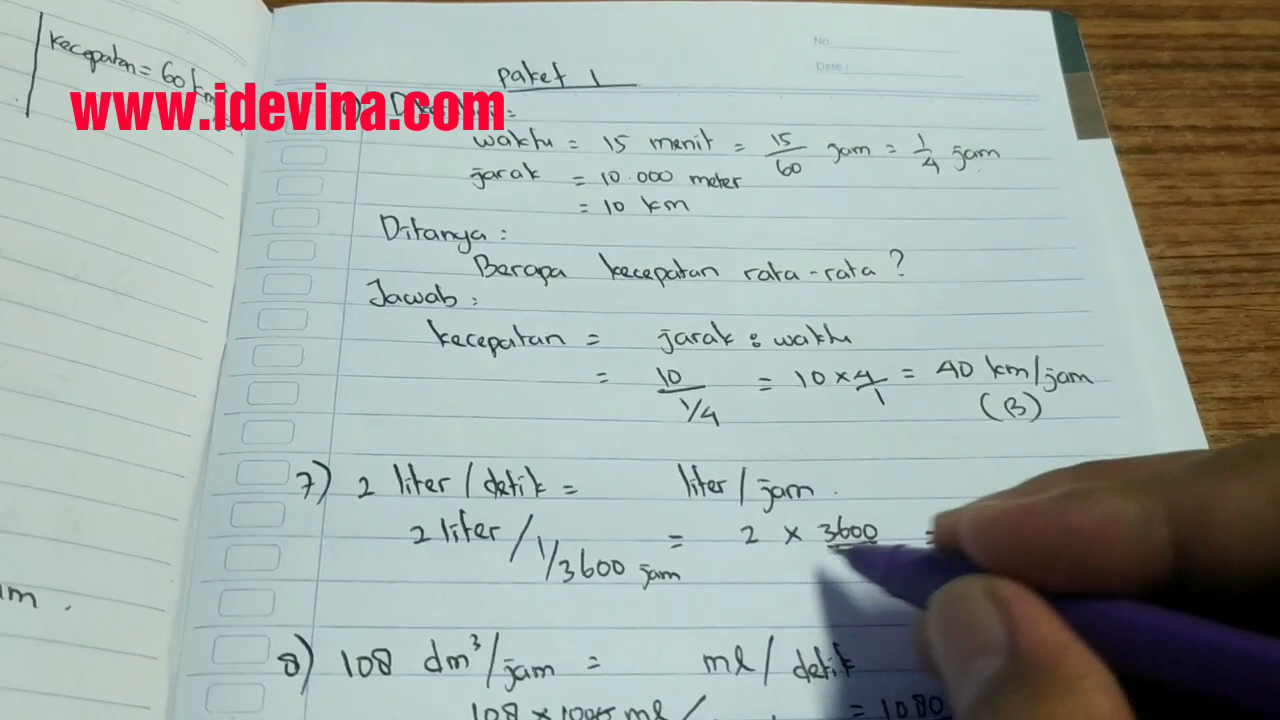 kecepatan = 60 km
No.
Date:
Paket 1
www.idevina.com
waktu = 15 menit = 15/60 jam = 1/4 jam
jarak = 10.000 meter
= 10 km
Ditanya :
Berapa kecepatan rata-rata ?
Jawab :
kecepatan = jarak : waktu
= 10/1/4 = 10 × 4/1 = 40 km/jam
(B)
7) 2 liter / detik = liter / jam.
2 liter / 1/3600 jam = 2 × 3600 =
8) 108 dm³/jam = ml / detik
= 1080